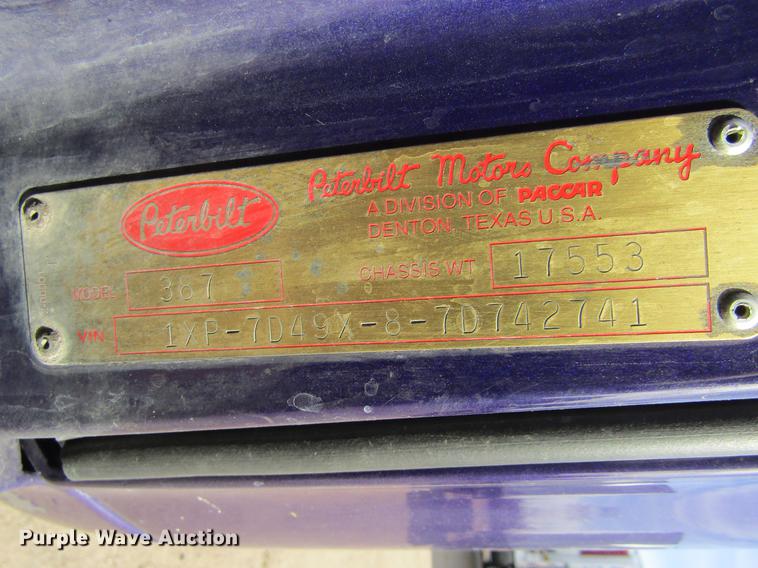 Peterbilt
Peterbilt Motors Company
A DIVISION OF PACCAR
DENTON, TEXAS U.S.A.
MODEL 367 CHASSIS WT 17553
VIN 1XP-7D49X-8-7D742741
Purple Wave Auction